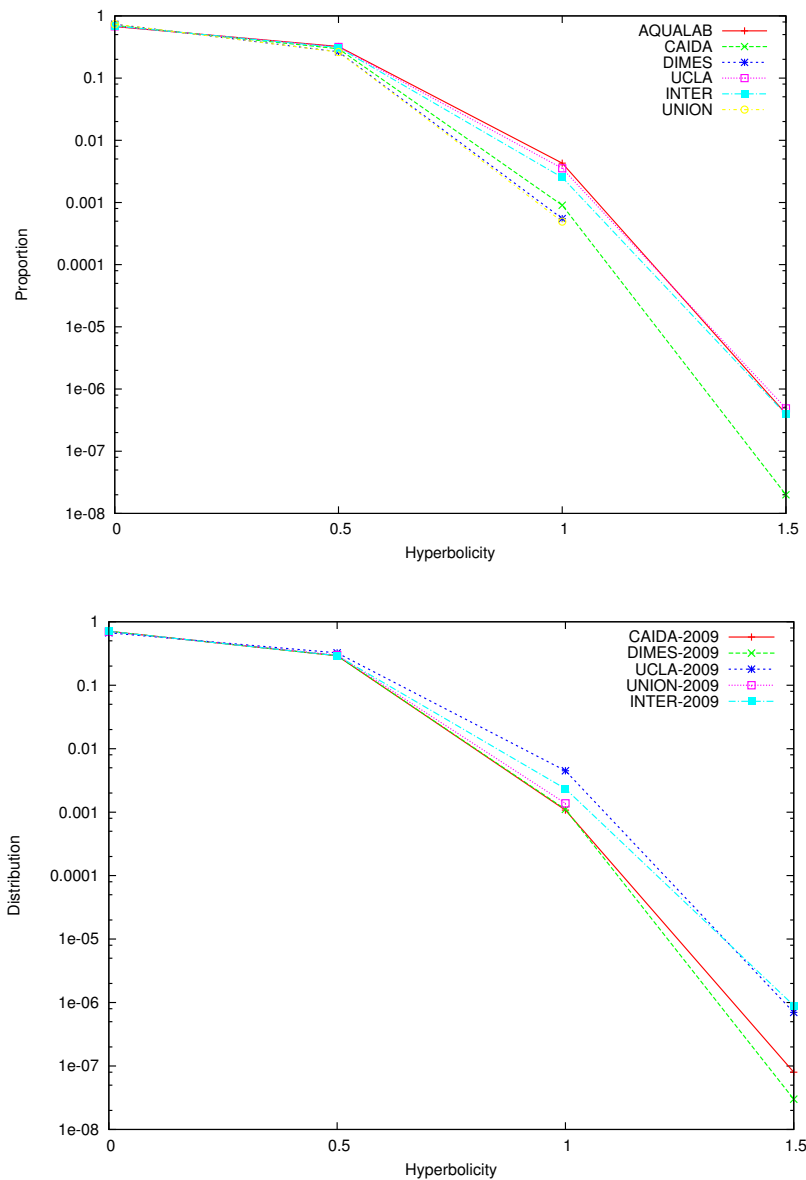 1
0.1
0.01
0.001
0.0001
1e-05
1e-06
1e-07
1e-08
Proportion
0
0.5
1
1.5
Hyperbolicity
AQUALAB
CAIDA
DIMES
UCLA
INTER
UNION
1
0.1
0.01
0.001
0.0001
1e-05
1e-06
1e-07
1e-08
Distribution
0
0.5
1
1.5
Hyperbolicity
CAIDA-2009
DIMES-2009
UCLA-2009
UNION-2009
INTER-2009